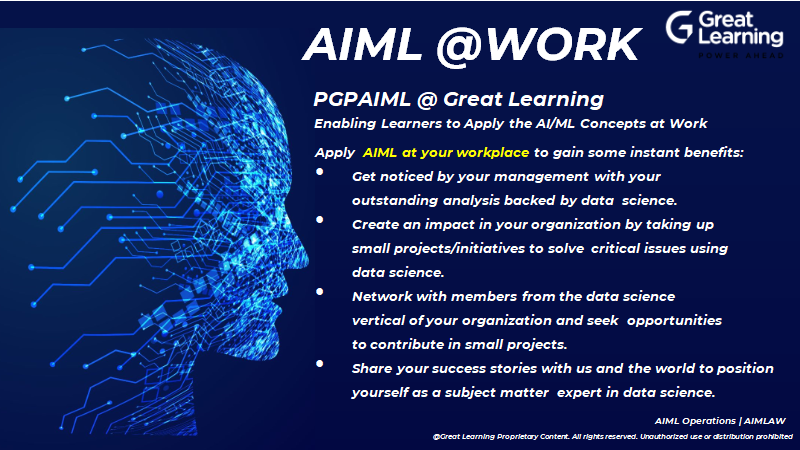 AIML @WORK
Great
Learning
POWER AHEAD
PGPAIML @ Great Learning
Enabling Learners to Apply the AI/ML Concepts at Work
Apply AIML at your workplace to gain some instant benefits:
• Get noticed by your management with your
outstanding analysis backed by data science.
• Create an impact in your organization by taking up
small projects/initiatives to solve critical issues using
data science.
• Network with members from the data science
vertical of your organization and seek opportunities
to contribute in small projects.
• Share your success stories with us and the world to position
yourself as a subject matter expert in data science.
AIML Operations | AIMLAW
@Great Learning Proprietary Content. All rights reserved. Unauthorized use or distribution prohibited